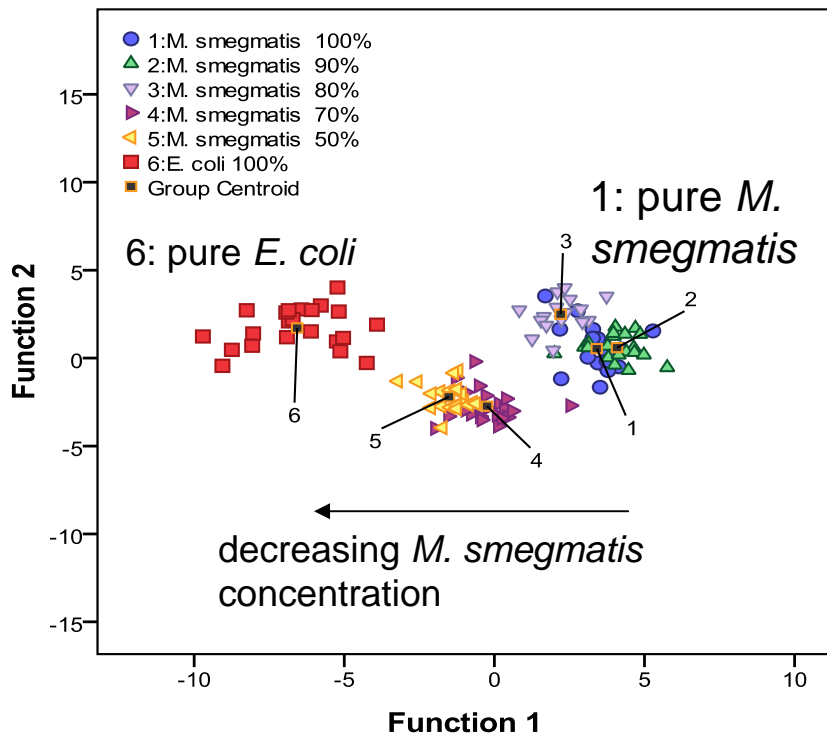 1:M. smegmatis 100%
2:M. smegmatis 90%
3:M. smegmatis 80%
4:M. smegmatis 70%
5:M. smegmatis 50%
6:E. coli 100%
Group Centroid
1: pure M.
smegmatis
6: pure E. coli
3
2
1
6
5
4
decreasing M. smegmatis
concentration
15
10
5
0
-5
-10
-15
Function 2
-10
-5
0
5
10
Function 1